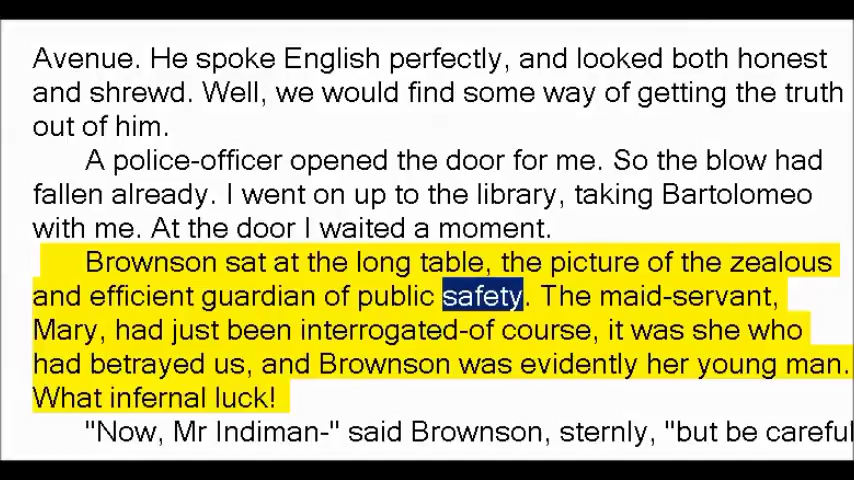 Avenue. He spoke English perfectly, and looked both honest
and shrewd. Well, we would find some way of getting the truth
out of him.
A police-officer opened the door for me. So the blow had
fallen already. I went on up to the library, taking Bartolomeo
with me. At the door I waited a moment.
Brownson sat at the long table, the picture of the zealous
and efficient guardian of public safety. The maid-servant,
Mary, had just been interrogated-of course, it was she who
had betrayed us, and Brownson was evidently her young man.
What infernal luck!
"Now, Mr Indiman-" said Brownson, sternly, "but be careful